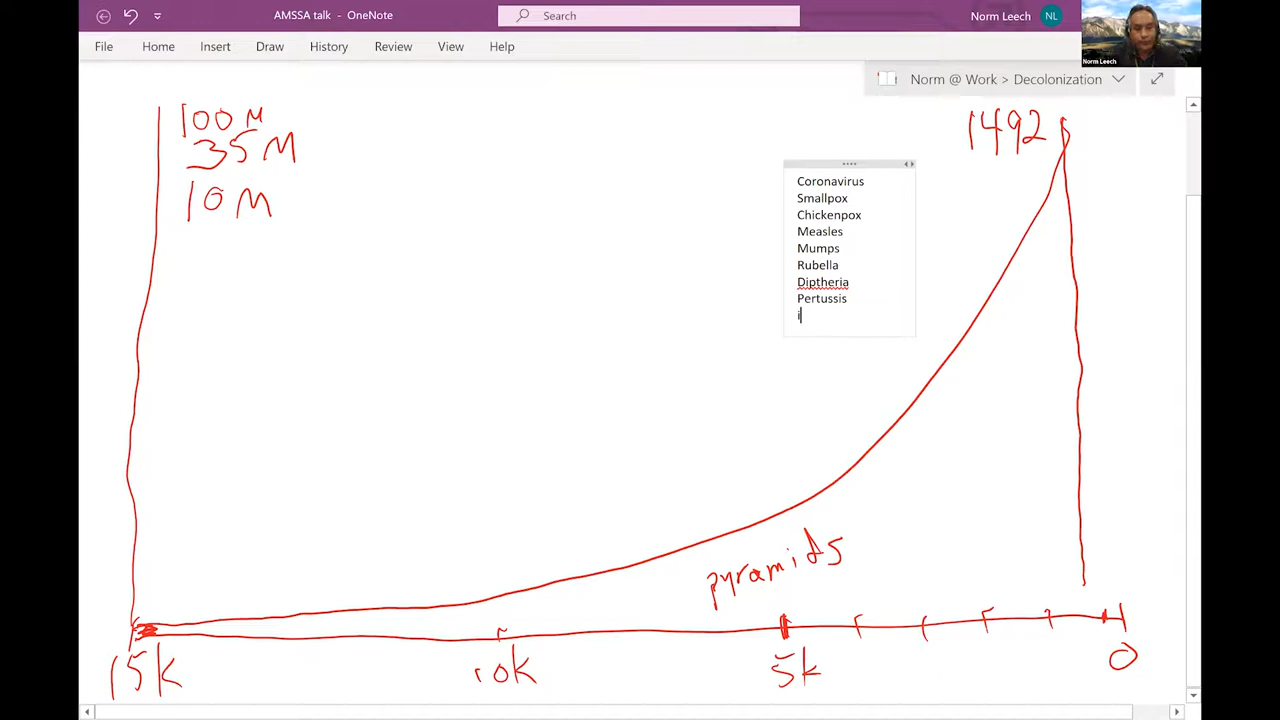 AMSSA talk - OneNote
Search
Norm Leech NL
Norm Leech
File Home Insert Draw History Review View Help
Norm @ Work > Decolonization
100 M
35 M
10 M
1492
Coronavirus
Smallpox
Chickenpox
Measles
Mumps
Rubella
Diptheria
Pertussis
i
pyramids
15k 10k 5k 0